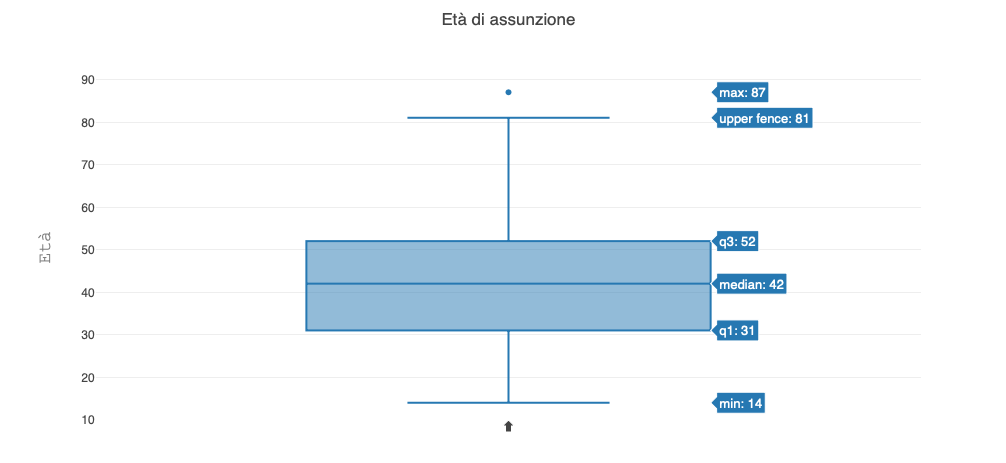 Età di assunzione
90
80
70
60
50
40
30
20
10
Età
max: 87
upper fence: 81
q3: 52
median: 42
q1: 31
min: 14